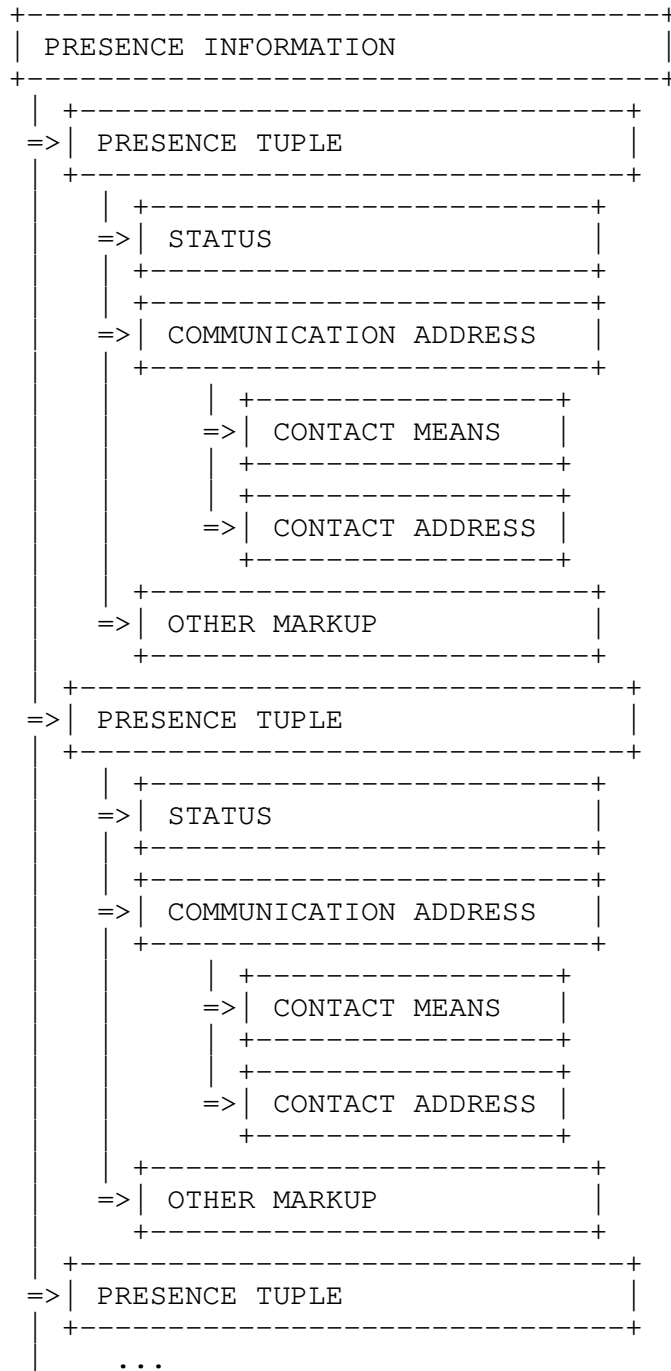 PRESENCE INFORMATION
=>| PRESENCE TUPLE
=>| STATUS
=>| COMMUNICATION ADDRESS
=>| CONTACT MEANS
=>| CONTACT ADDRESS
=>| OTHER MARKUP
=>| PRESENCE TUPLE
=>| STATUS
=>| COMMUNICATION ADDRESS
=>| CONTACT MEANS
=>| CONTACT ADDRESS
=>| OTHER MARKUP
=>| PRESENCE TUPLE
...